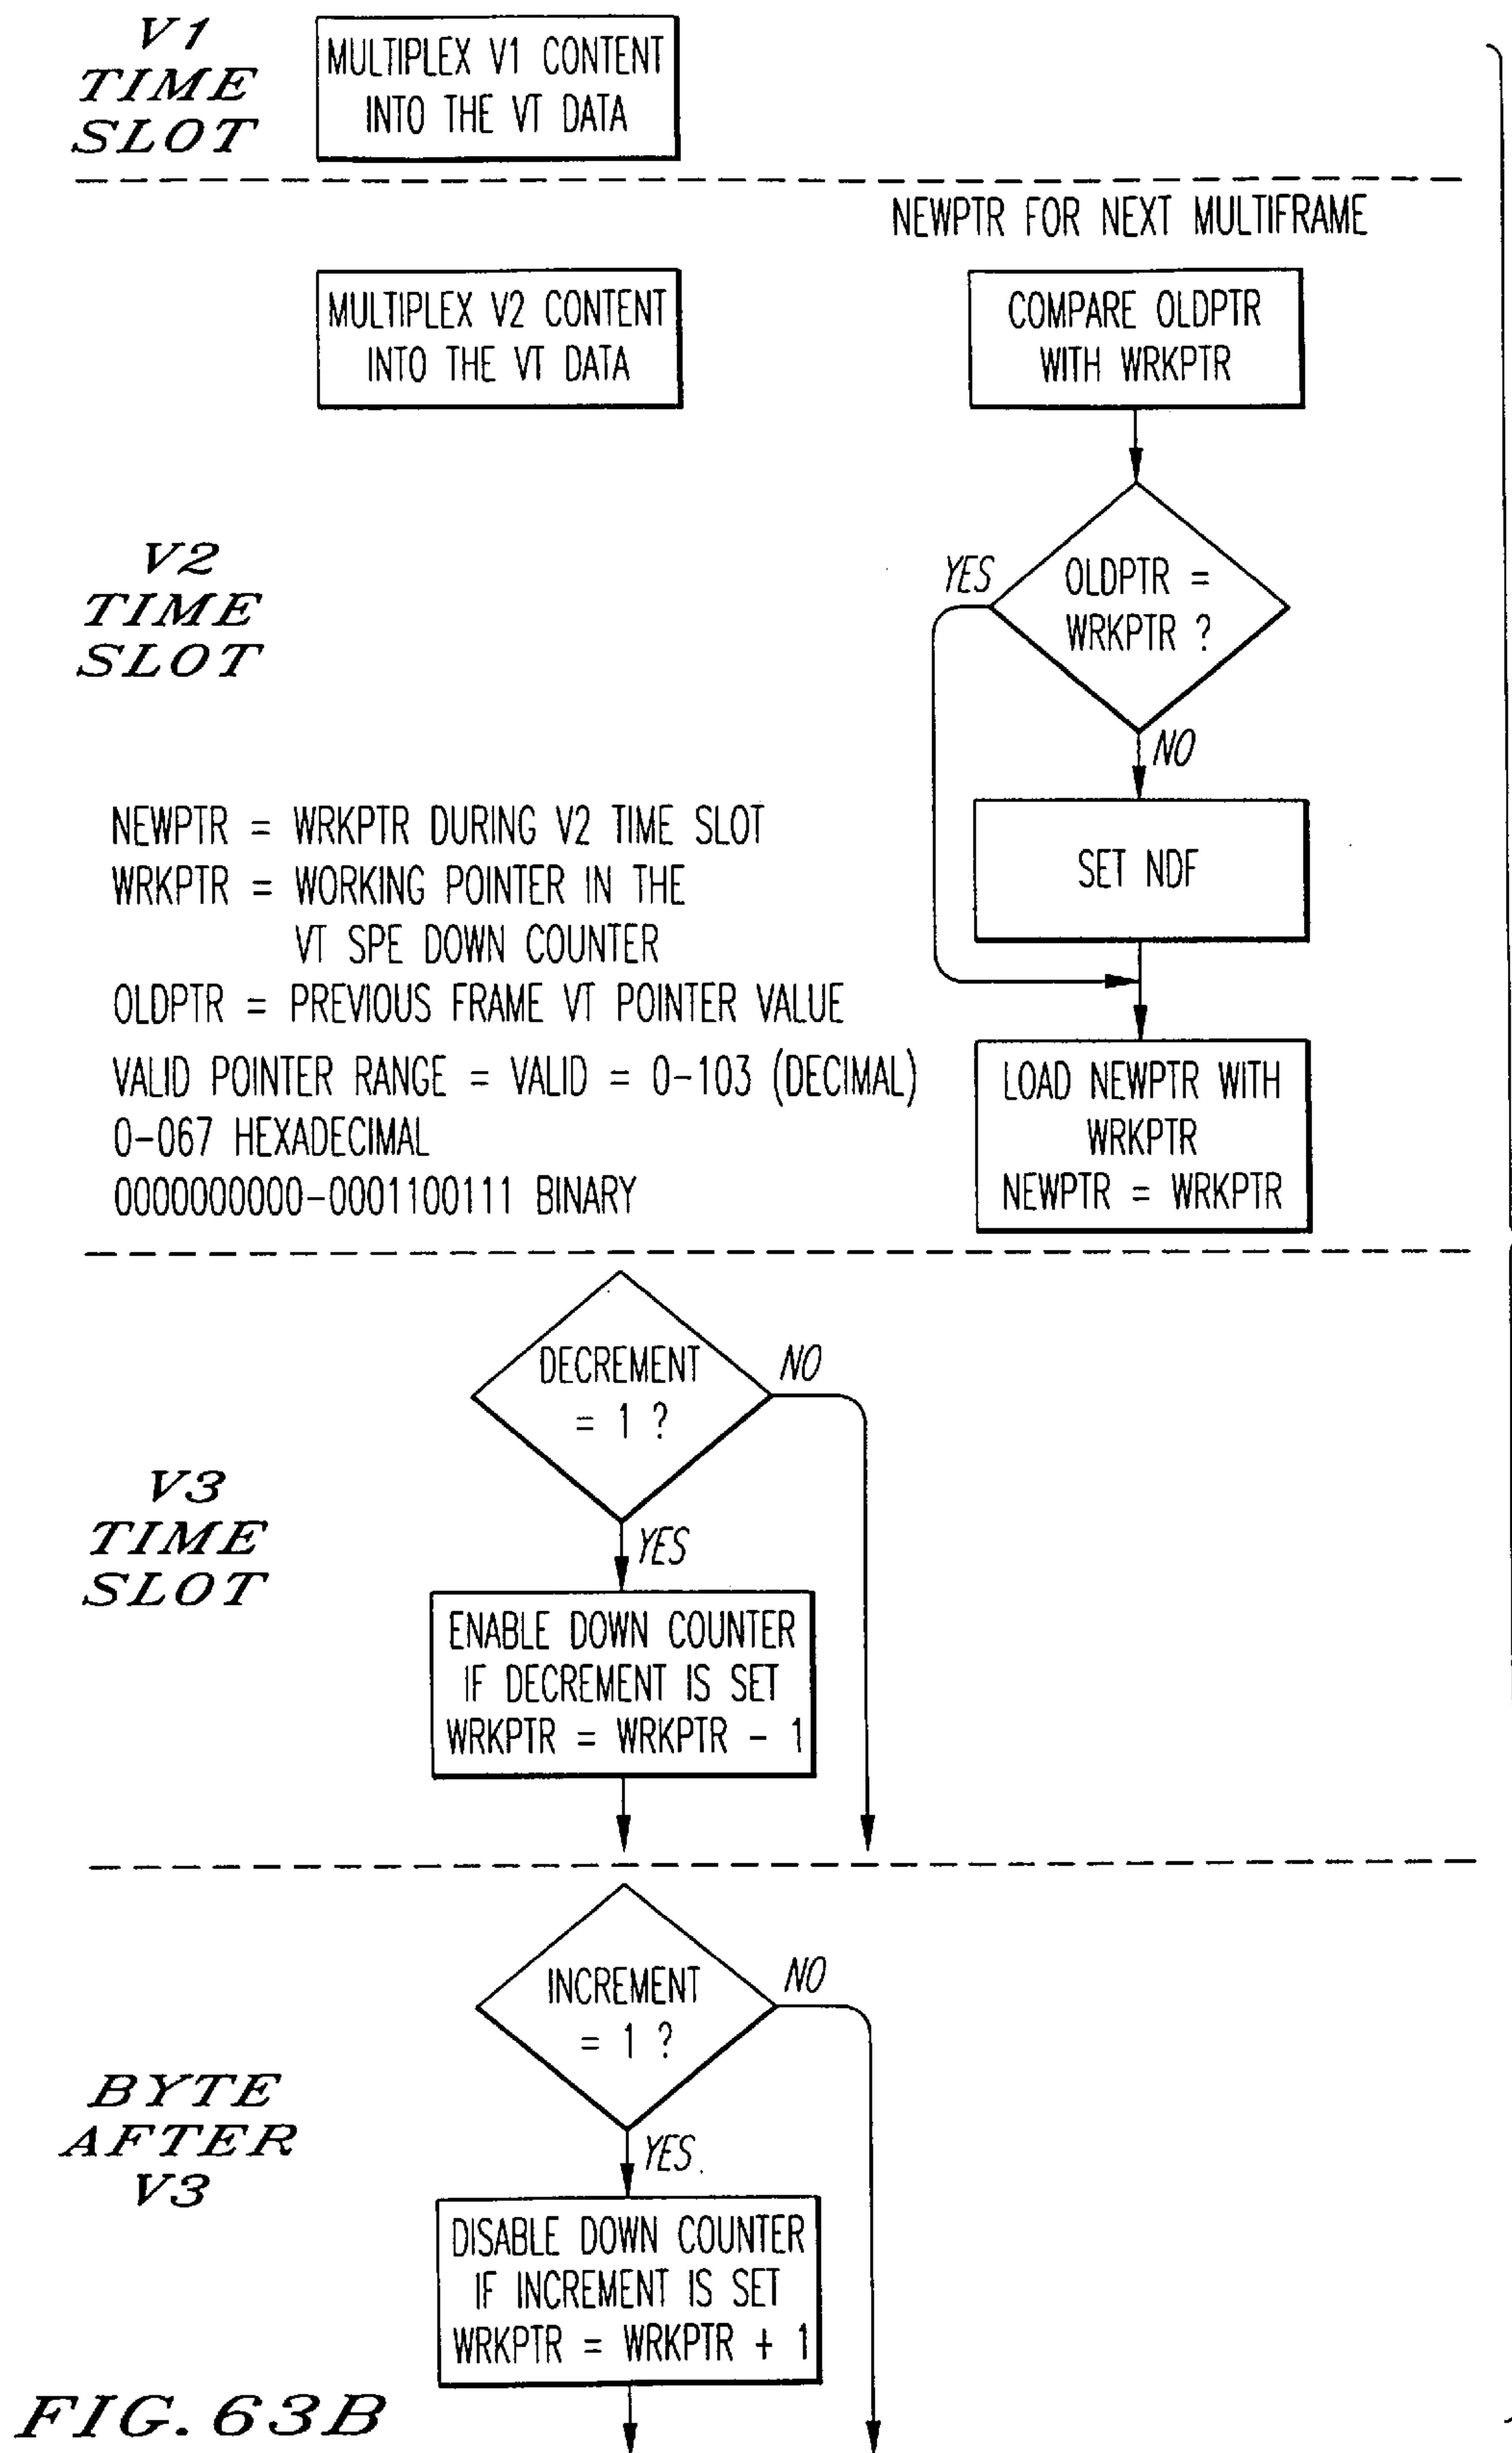 V1
TIME
SLOT
MULTIPLEX V1 CONTENT
INTO THE VT DATA
NEWPTR FOR NEXT MULTIFRAME
MULTIPLEX V2 CONTENT
INTO THE VT DATA
COMPARE OLDPTR
WITH WRKPTR
V2
TIME
SLOT
YES
OLDPTR =
WRKPTR ?
NO
SET NDF
NEWPTR = WRKPTR DURING V2 TIME SLOT
WRKPTR = WORKING POINTER IN THE
VT SPE DOWN COUNTER
OLDPTR = PREVIOUS FRAME VT POINTER VALUE
VALID POINTER RANGE = VALID = 0-103 (DECIMAL)
0-067 HEXADECIMAL
0000000000-0001100111 BINARY
LOAD NEWPTR WITH
WRKPTR
NEWPTR = WRKPTR
V3
TIME
SLOT
DECREMENT
= 1 ?
NO
YES
ENABLE DOWN COUNTER
IF DECREMENT IS SET
WRKPTR = WRKPTR - 1
BYTE
AFTER
V3
INCREMENT
= 1 ?
NO
YES
DISABLE DOWN COUNTER
IF INCREMENT IS SET
WRKPTR = WRKPTR + 1
FIG. 63B